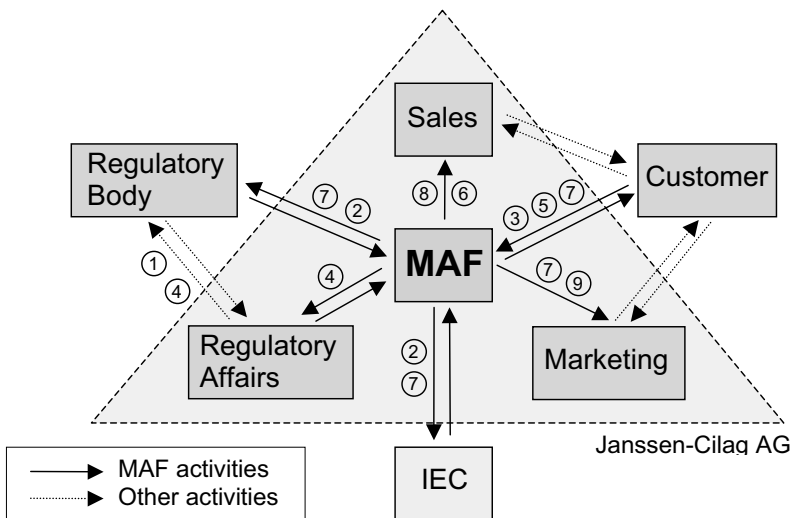 Sales
Regulatory
Body
Customer
⑦ ②
⑧ ⑥
③ ⑤ ⑦
MAF
①
④
④
⑦ ⑨
Regulatory
Affairs
②
⑦
Marketing
Janssen-Cilag AG
MAF activities
Other activities
IEC